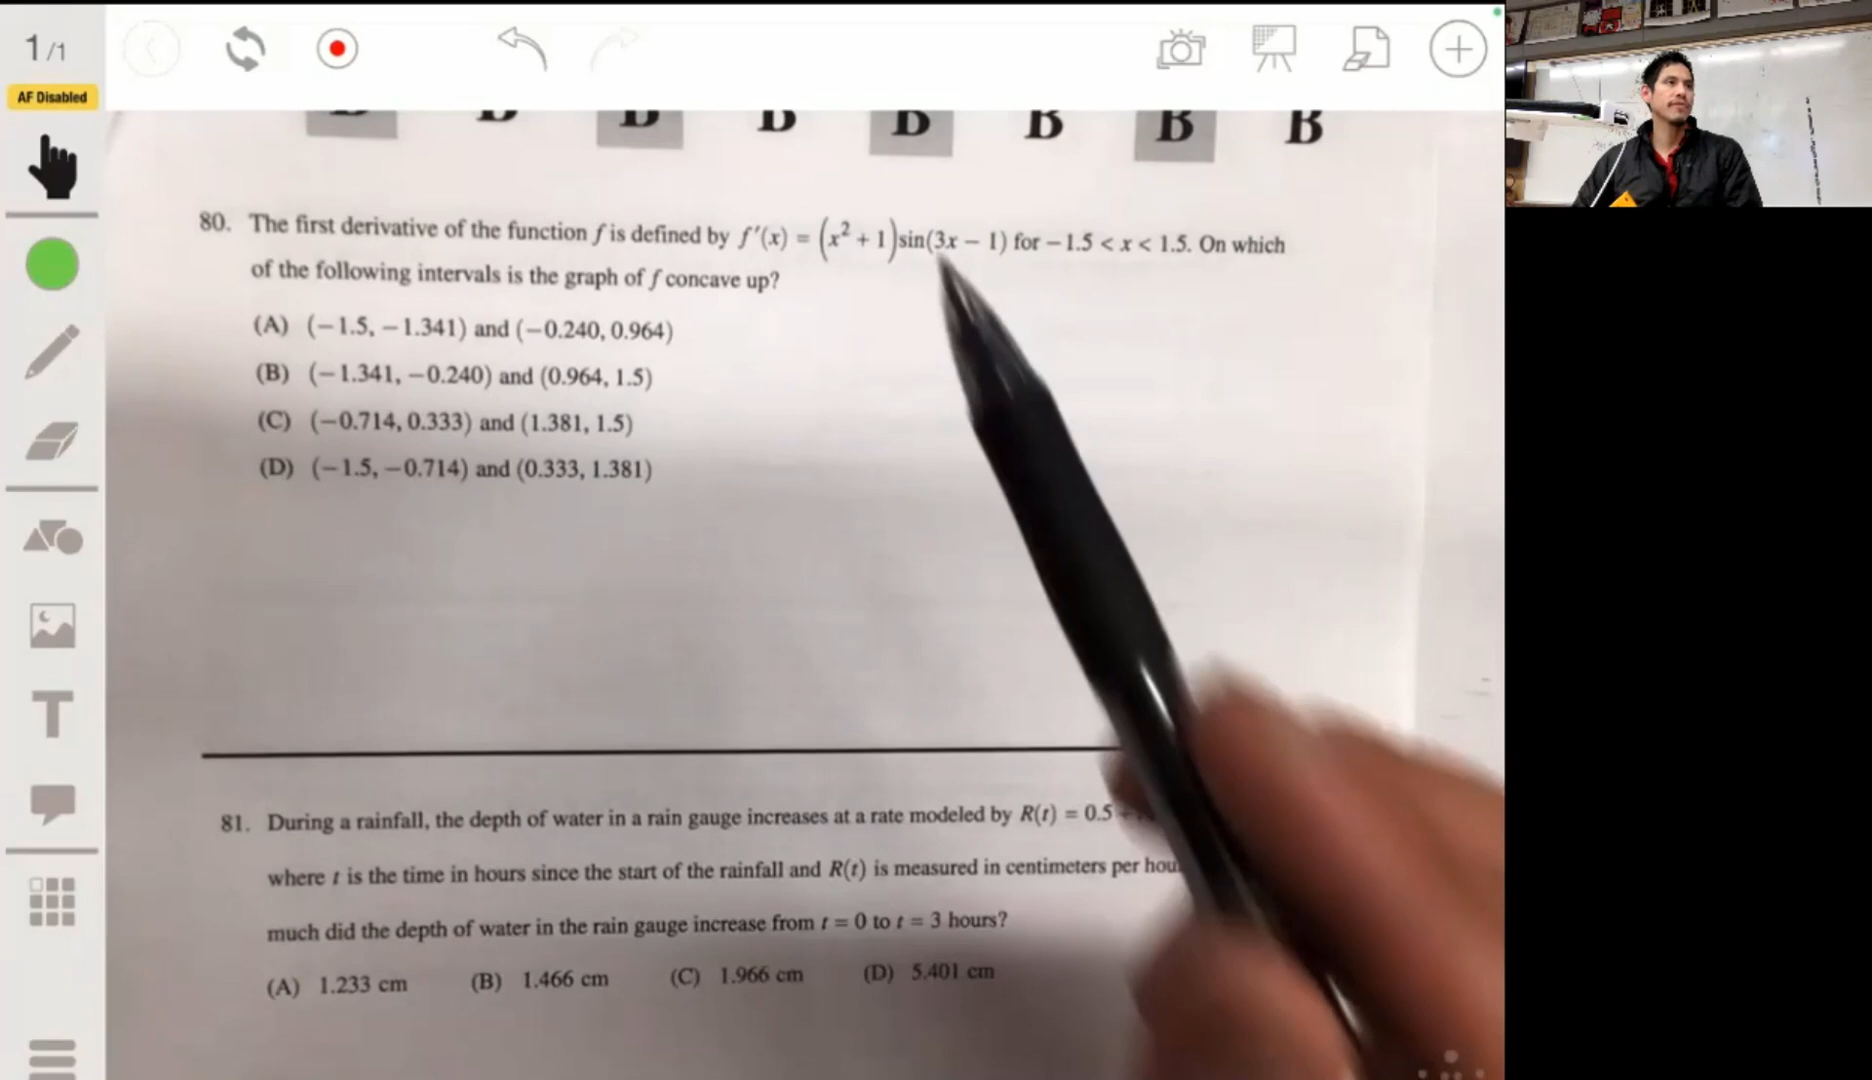 1/1
AF Disabled
B B B B B B B B
80. The first derivative of the function f is defined by f'(x) = (x² + 1)sin(3x − 1) for −1.5 < x < 1.5. On which
of the following intervals is the graph of f concave up?
(A) (−1.5, −1.341) and (−0.240, 0.964)
(B) (−1.341, −0.240) and (0.964, 1.5)
(C) (−0.714, 0.333) and (1.381, 1.5)
(D) (−1.5, −0.714) and (0.333, 1.381)
81. During a rainfall, the depth of water in a rain gauge increases at a rate modeled by R(t) = 0.5
where t is the time in hours since the start of the rainfall and R(t) is measured in centimeters per hou
much did the depth of water in the rain gauge increase from t = 0 to t = 3 hours?
(A) 1.233 cm (B) 1.466 cm (C) 1.966 cm (D) 5.401 cm
T